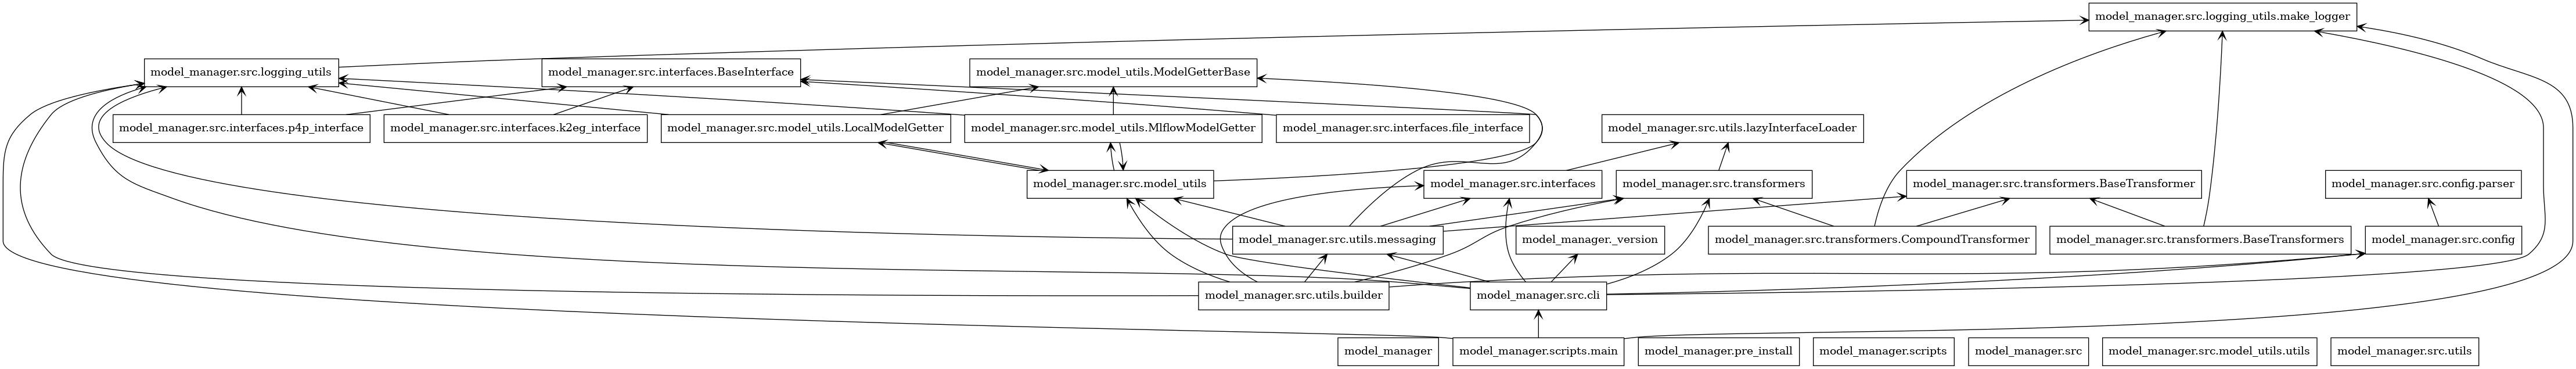 model_manager.src.logging_utils.make_logger
model_manager.src.logging_utils
model_manager.src.interfaces.BaseInterface
model_manager.src.model_utils.ModelGetterBase
model_manager.src.interfaces.p4p_interface
model_manager.src.interfaces.k2eg_interface
model_manager.src.model_utils.LocalModelGetter
model_manager.src.model_utils.MlflowModelGetter
model_manager.src.interfaces.file_interface
model_manager.src.utils.lazyInterfaceLoader
model_manager.src.model_utils
model_manager.src.interfaces
model_manager.src.transformers
model_manager.src.transformers.BaseTransformer
model_manager.src.config.parser
model_manager.src.utils.messaging
model_manager._version
model_manager.src.transformers.CompoundTransformer
model_manager.src.transformers.BaseTransformers
model_manager.src.config
model_manager.src.utils.builder
model_manager.src.cli
model_manager
model_manager.scripts.main
model_manager.pre_install
model_manager.scripts
model_manager.src
model_manager.src.model_utils.utils
model_manager.src.utils